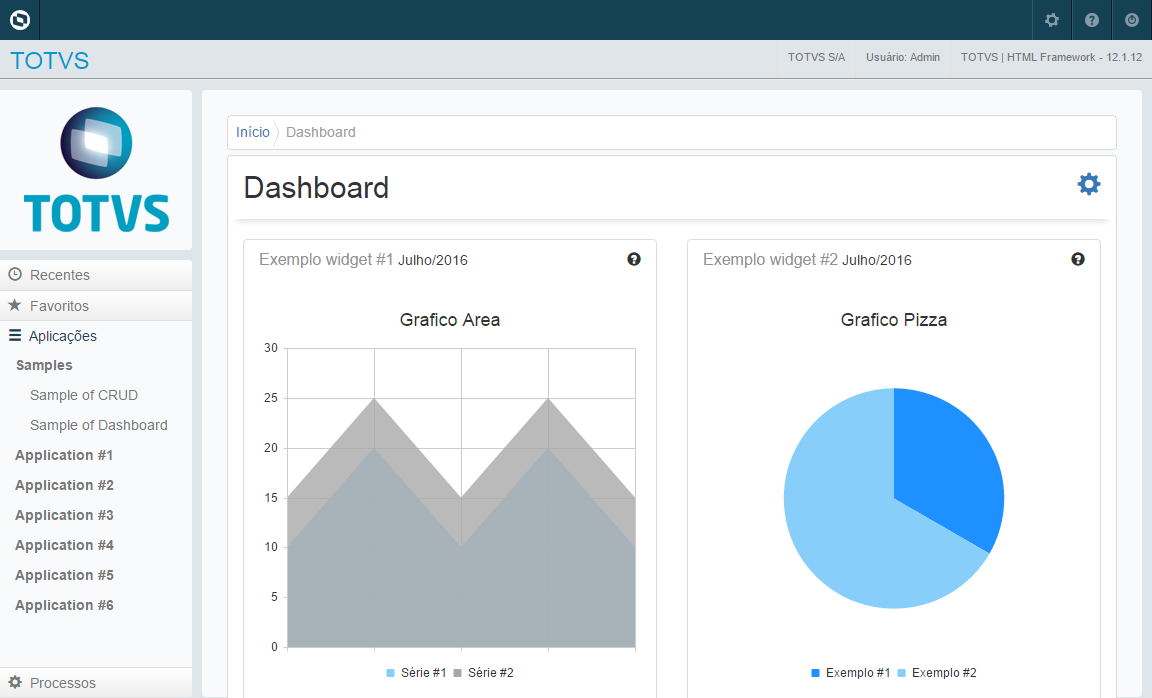 TOTVS
TOTVS S/A
Usuário: Admin
TOTVS | HTML Framework - 12.1.12
TOTVS
Recentes
Favoritos
Aplicações
Samples
Sample of CRUD
Sample of Dashboard
Application #1
Application #2
Application #3
Application #4
Application #5
Application #6
Processos
Início
Dashboard
Dashboard
Exemplo widget #1 Julho/2016
Grafico Area
30
25
20
15
10
5
0
Série #1
Série #2
Exemplo widget #2 Julho/2016
Grafico Pizza
Exemplo #1
Exemplo #2